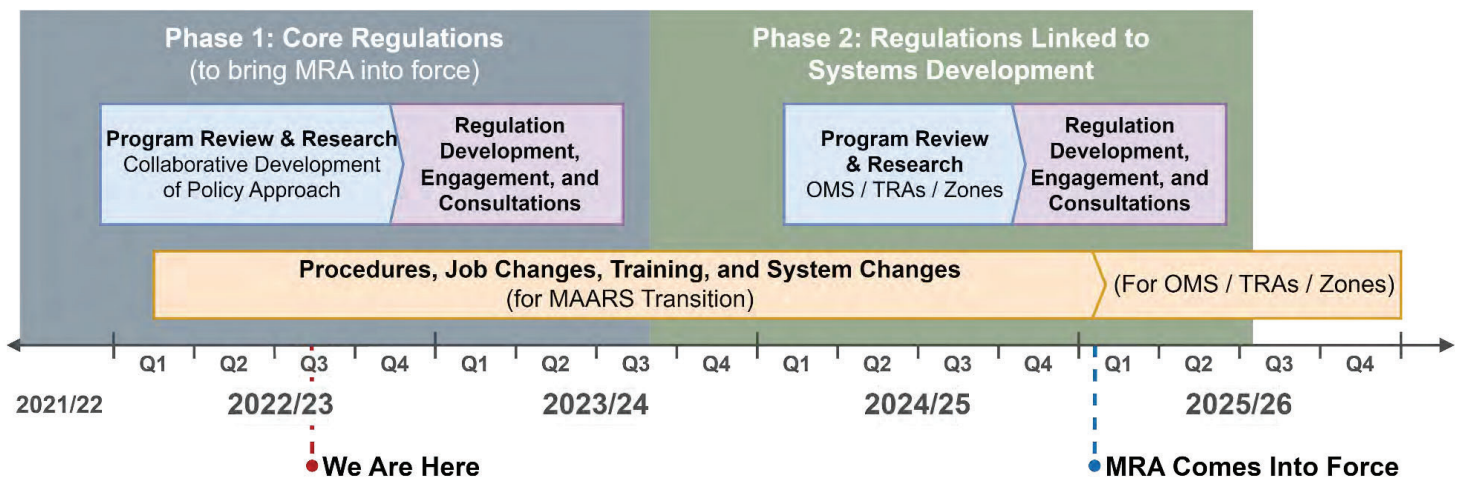 Phase 1: Core Regulations
(to bring MRA into force)
Phase 2: Regulations Linked to
Systems Development
Program Review & Research
Collaborative Development
of Policy Approach
Regulation
Development,
Engagement, and
Consultations
Program Review
& Research
OMS / TRAs / Zones
Regulation
Development,
Engagement, and
Consultations
Procedures, Job Changes, Training, and System Changes
(for MAARS Transition)
(For OMS / TRAs / Zones)
Q1 Q2 Q3 Q4 Q1 Q2 Q3 Q4 Q1 Q2 Q3 Q4 Q1 Q2 Q3 Q4
2021/22 2022/23 2023/24 2024/25 2025/26
We Are Here
MRA Comes Into Force